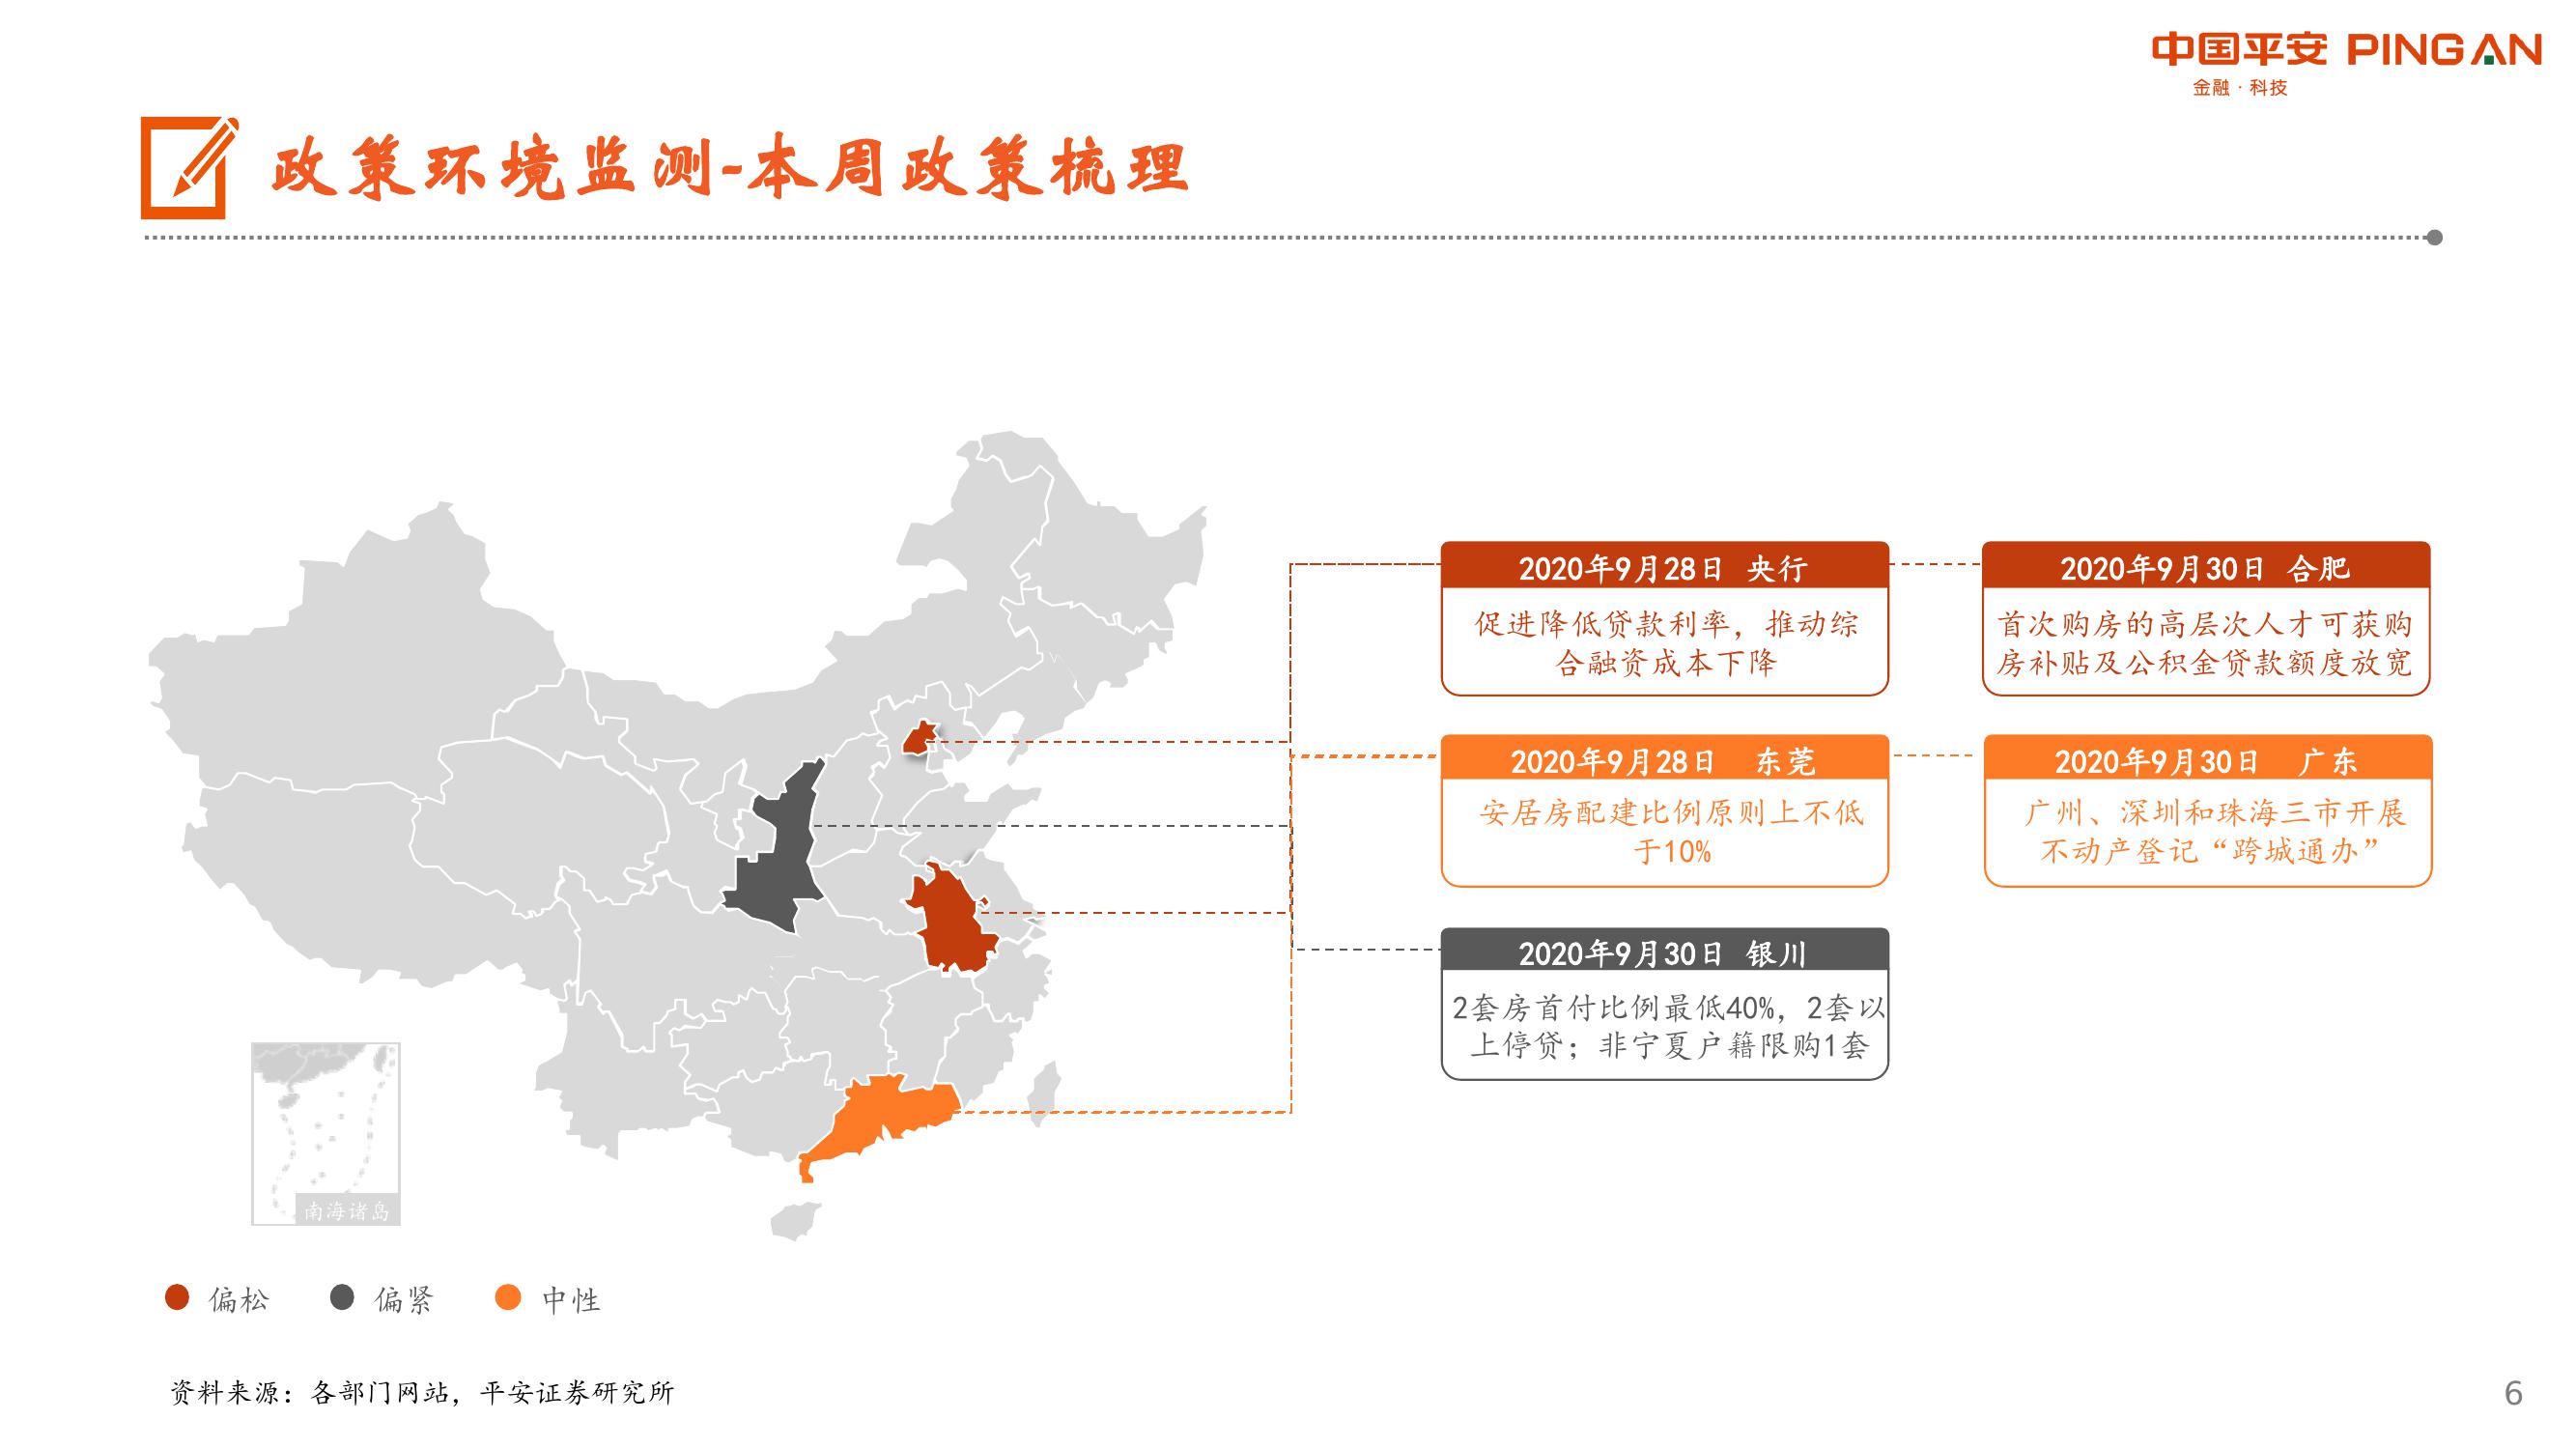 中国平安 PING AN
金融·科技
政策环境监测-本周政策梳理
2020年9月28日 央行
促进降低贷款利率，推动综
合融资成本下降
2020年9月30日 合肥
首次购房的高层次人才可获购
房补贴及公积金贷款额度放宽
2020年9月28日 东莞
安居房配建比例原则上不低
于10%
2020年9月30日 广东
广州、深圳和珠海三市开展
不动产登记“跨城通办”
2020年9月30日 银川
2套房首付比例最低40%，2套以
上停贷；非宁夏户籍限购1套
南海诸岛
偏松
偏紧
中性
资料来源：各部门网站，平安证券研究所
6